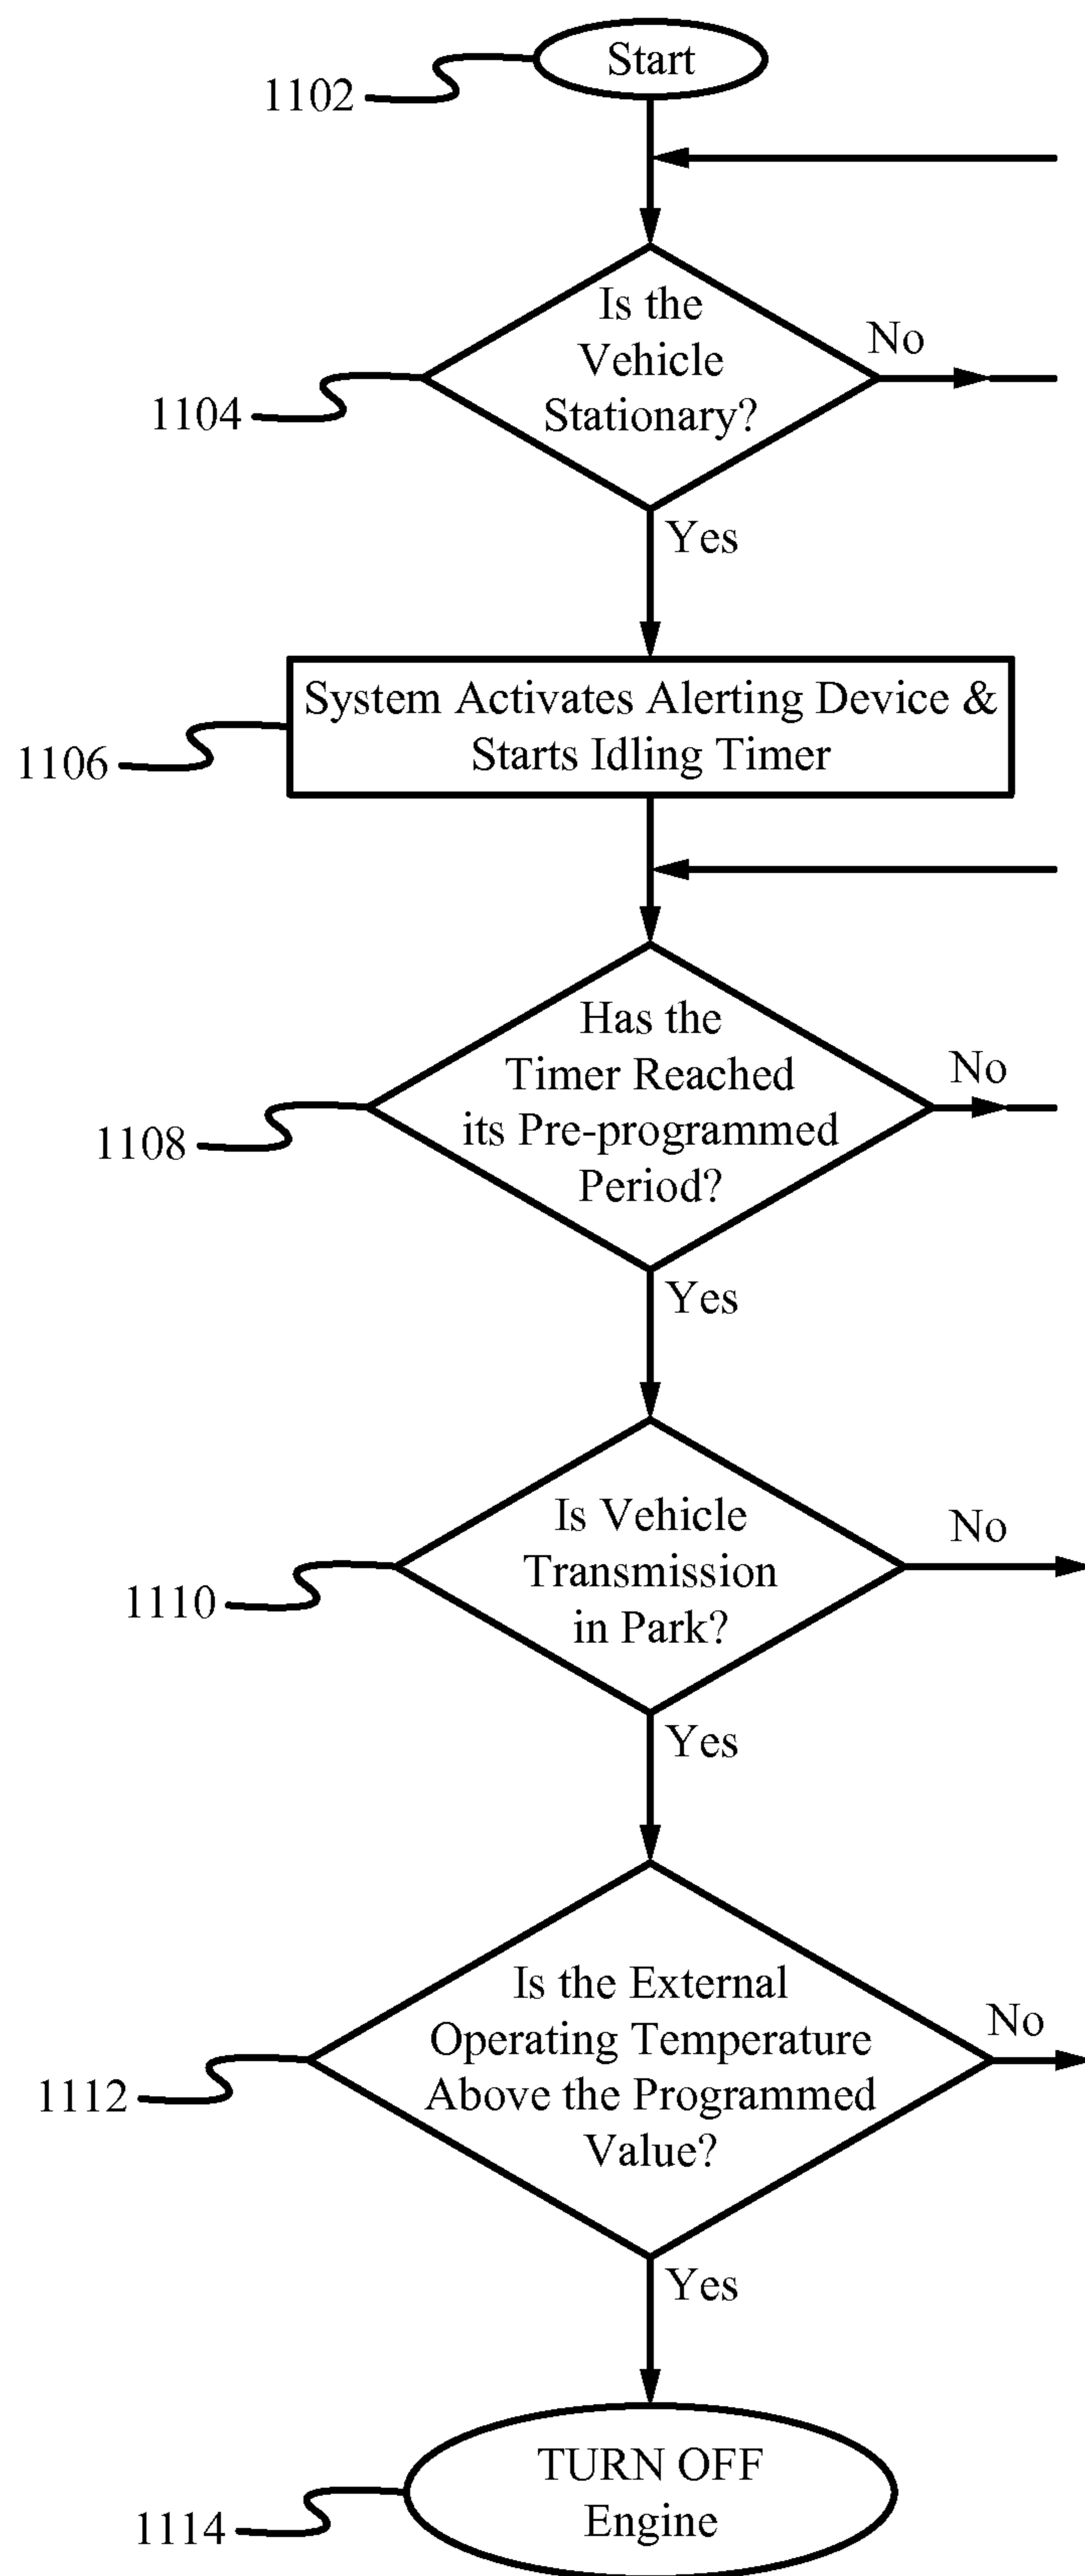 Start
1102
Is the
Vehicle
Stationary?
No
1104
Yes
System Activates Alerting Device &
Starts Idling Timer
1106
Has the
Timer Reached
its Pre-programmed
Period?
No
1108
Yes
Is Vehicle
Transmission
in Park?
No
1110
Yes
Is the External
Operating Temperature
Above the Programmed
Value?
No
1112
Yes
TURN OFF
Engine
1114